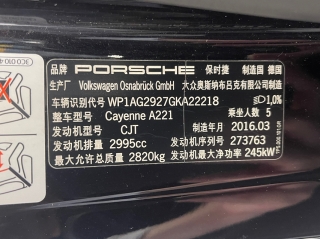 品牌 PORSCHE 保时捷 制造国 德国
生产厂 Volkswagen Osnabrück GmbH 大众奥斯纳布吕克有限公司制造
车辆识别代号 WP1AG2927GKA22218 1,0%
整车型号 Cayenne A221 乘坐人数 5
发动机型号 CJT 制造年月 2016.03
发动机排量 2995cc 发动机号 273763
最大允许总质量 2820kg 发动机最大净功率 245kW